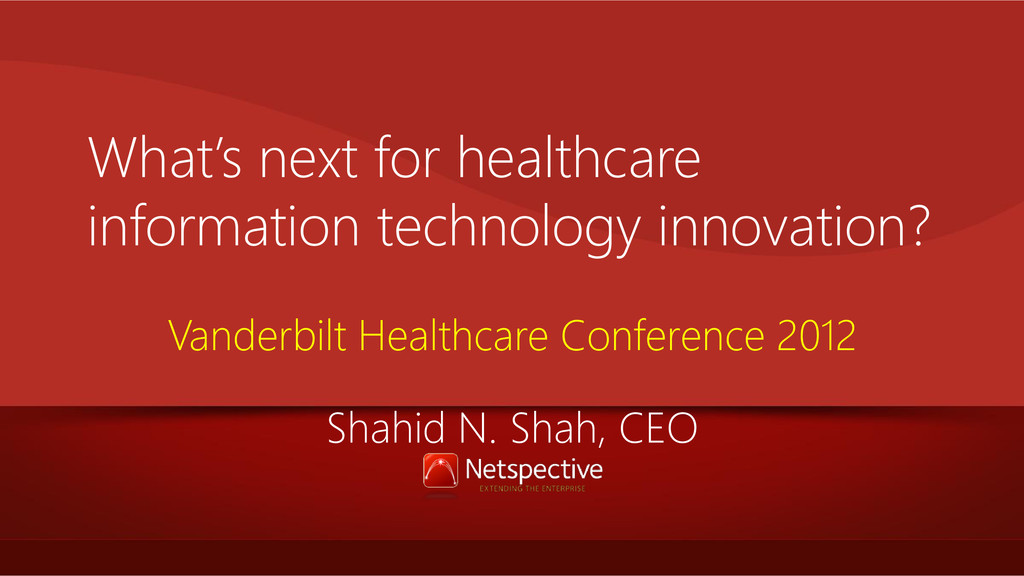 What’s next for healthcare
information technology innovation?
Vanderbilt Healthcare Conference 2012
Shahid N. Shah, CEO
Netspective
EXTENDING THE ENTERPRISE